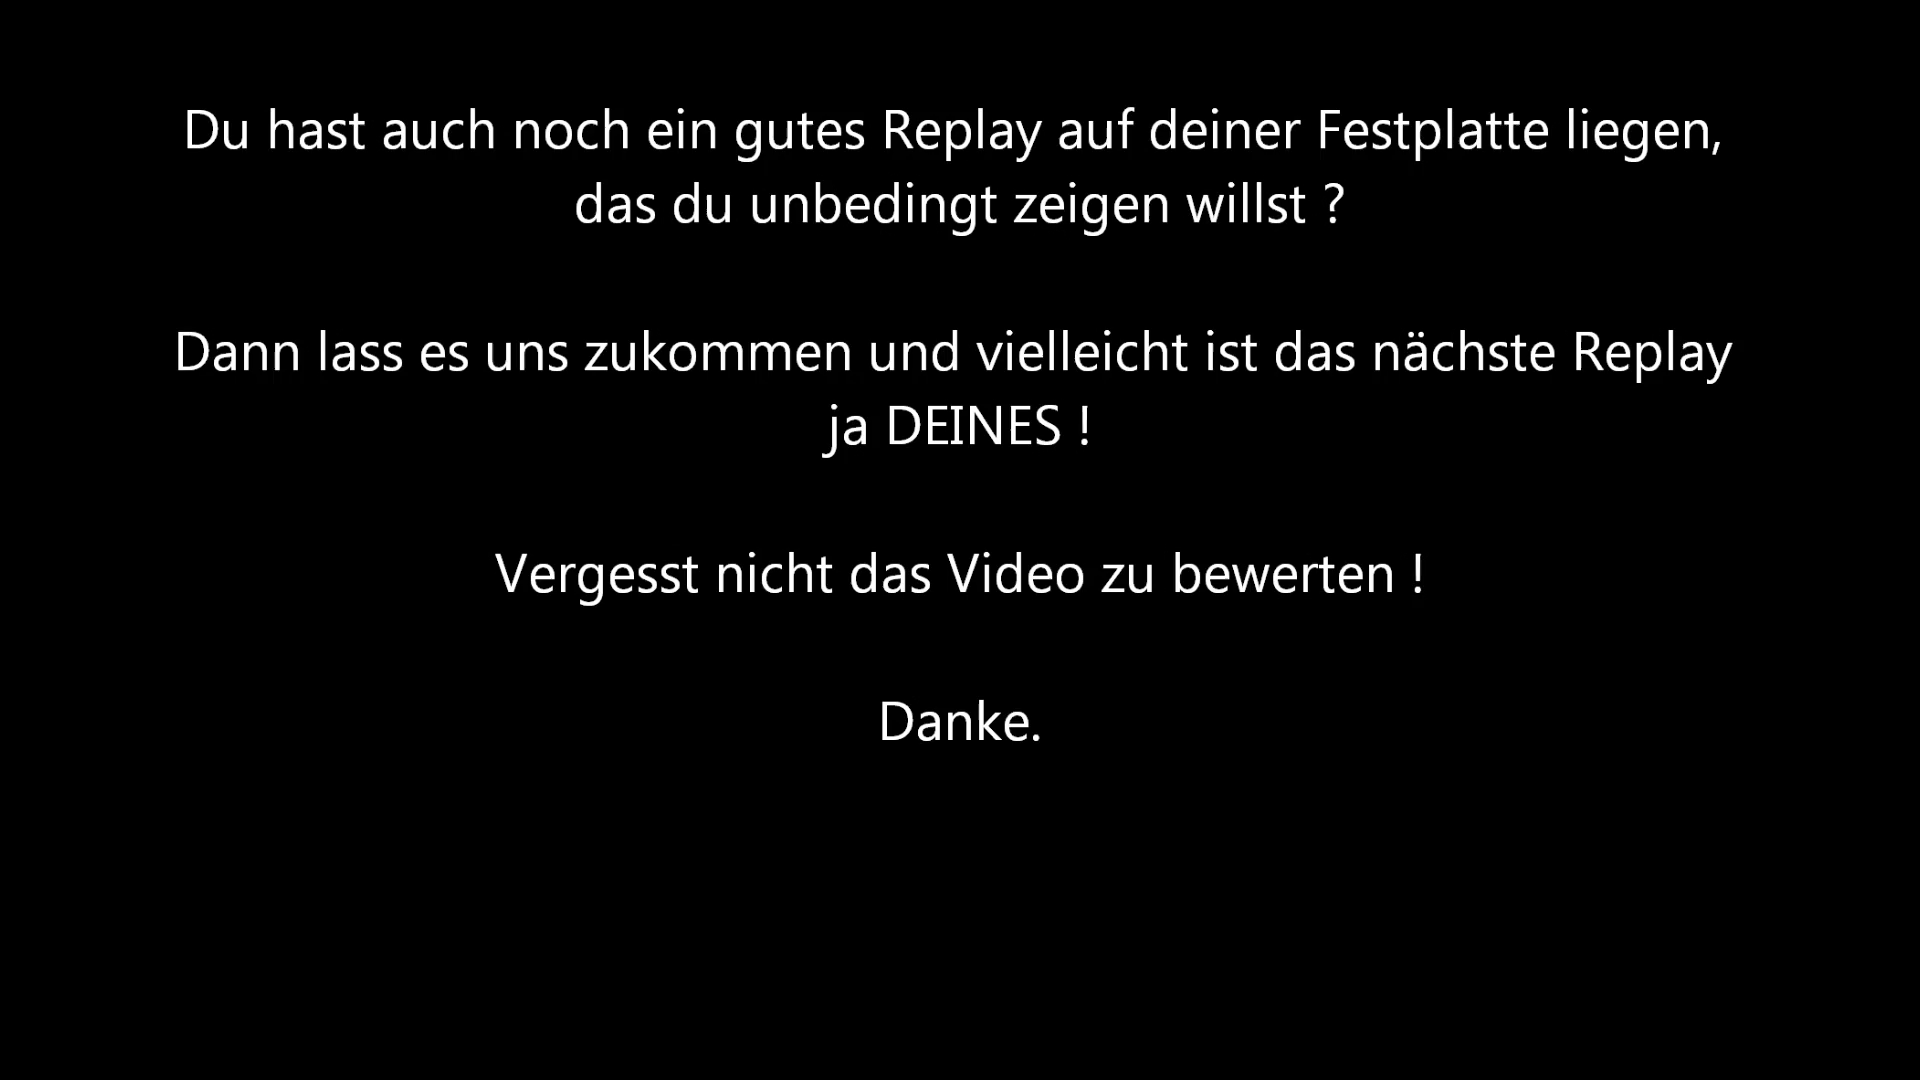 Du hast auch noch ein gutes Replay auf deiner Festplatte liegen,
das du unbedingt zeigen willst ?
Dann lass es uns zukommen und vielleicht ist das nächste Replay
ja DEINES !
Vergesst nicht das Video zu bewerten !
Danke.